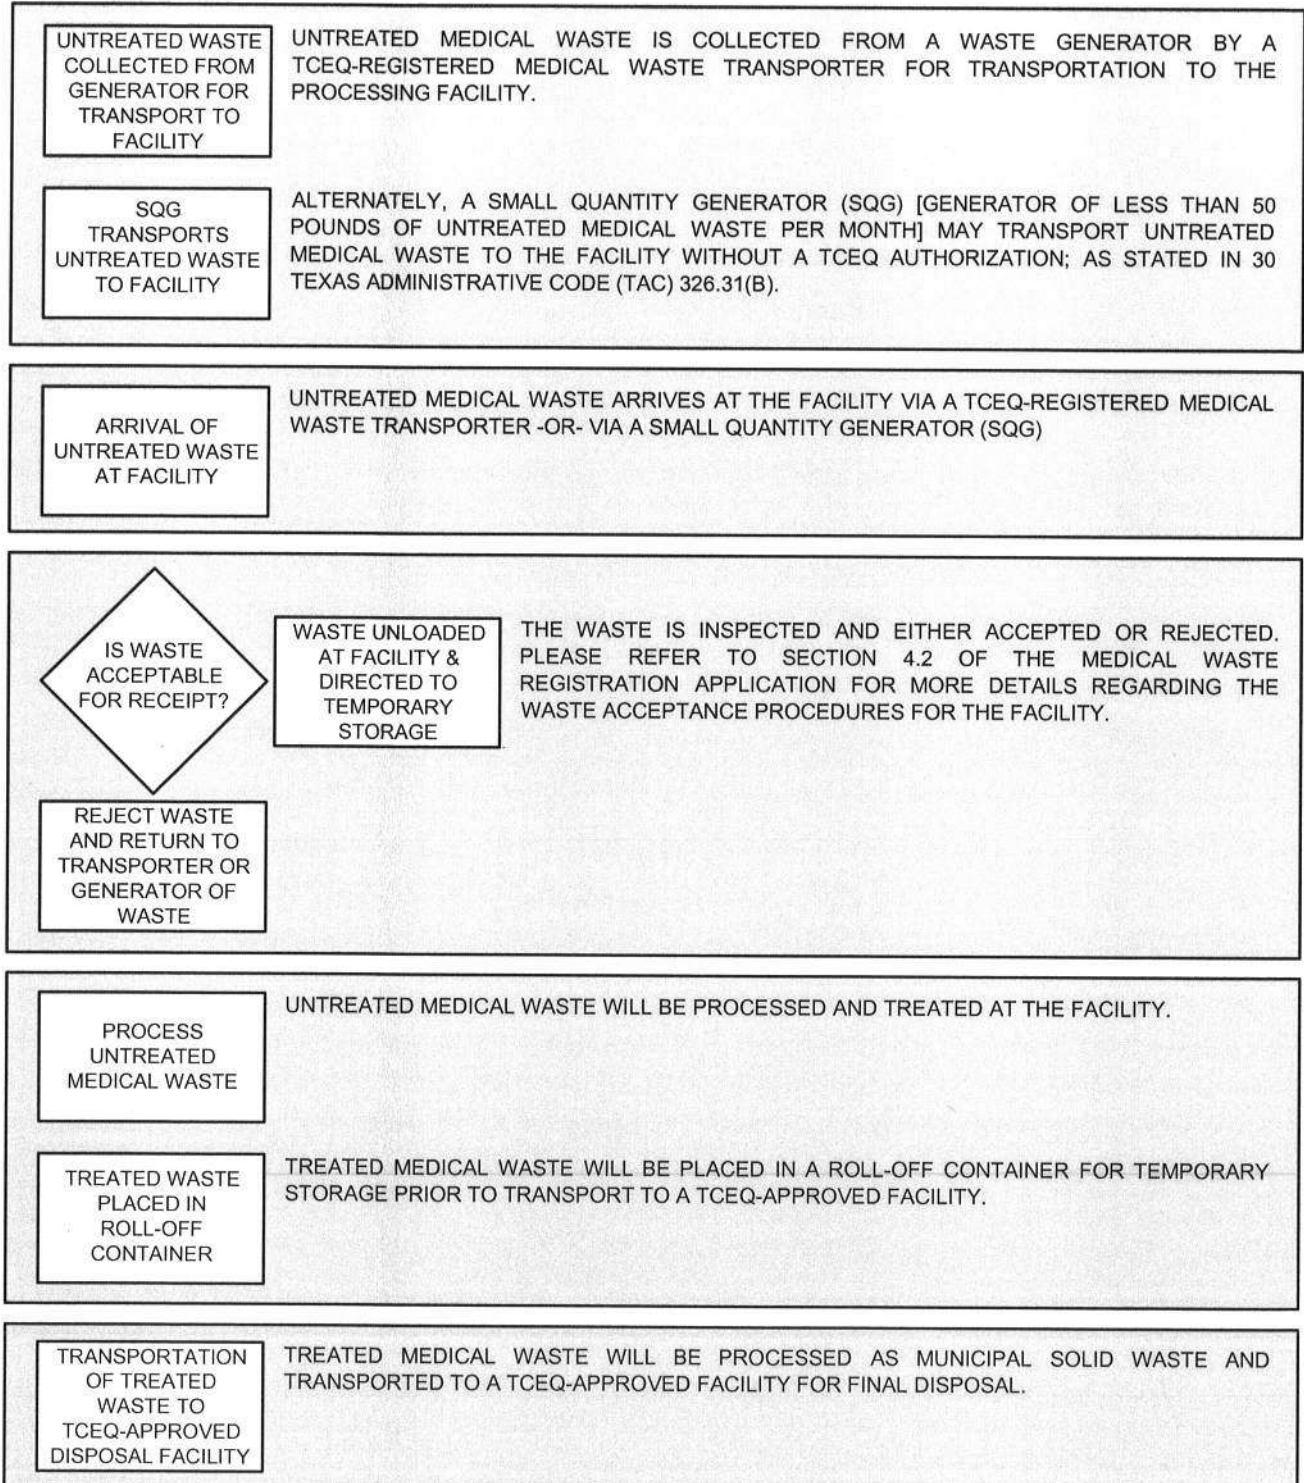 UNTREATED WASTE
COLLECTED FROM
GENERATOR FOR
TRANSPORT TO
FACILITY
UNTREATED MEDICAL WASTE IS COLLECTED FROM A WASTE GENERATOR BY A
TCEQ-REGISTERED MEDICAL WASTE TRANSPORTER FOR TRANSPORTATION TO THE
PROCESSING FACILITY.
SQG
TRANSPORTS
UNTREATED WASTE
TO FACILITY
ALTERNATELY, A SMALL QUANTITY GENERATOR (SQG) [GENERATOR OF LESS THAN 50
POUNDS OF UNTREATED MEDICAL WASTE PER MONTH] MAY TRANSPORT UNTREATED
MEDICAL WASTE TO THE FACILITY WITHOUT A TCEQ AUTHORIZATION; AS STATED IN 30
TEXAS ADMINISTRATIVE CODE (TAC) 326.31(B).
ARRIVAL OF
UNTREATED WASTE
AT FACILITY
UNTREATED MEDICAL WASTE ARRIVES AT THE FACILITY VIA A TCEQ-REGISTERED MEDICAL
WASTE TRANSPORTER -OR- VIA A SMALL QUANTITY GENERATOR (SQG)
IS WASTE
ACCEPTABLE
FOR RECEIPT?
WASTE UNLOADED
AT FACILITY &
DIRECTED TO
TEMPORARY
STORAGE
THE WASTE IS INSPECTED AND EITHER ACCEPTED OR REJECTED.
PLEASE REFER TO SECTION 4.2 OF THE MEDICAL WASTE
REGISTRATION APPLICATION FOR MORE DETAILS REGARDING THE
WASTE ACCEPTANCE PROCEDURES FOR THE FACILITY.
REJECT WASTE
AND RETURN TO
TRANSPORTER OR
GENERATOR OF
WASTE
PROCESS
UNTREATED
MEDICAL WASTE
UNTREATED MEDICAL WASTE WILL BE PROCESSED AND TREATED AT THE FACILITY.
TREATED WASTE
PLACED IN
ROLL-OFF
CONTAINER
TREATED MEDICAL WASTE WILL BE PLACED IN A ROLL-OFF CONTAINER FOR TEMPORARY
STORAGE PRIOR TO TRANSPORT TO A TCEQ-APPROVED FACILITY.
TRANSPORTATION
OF TREATED
WASTE TO
TCEQ-APPROVED
DISPOSAL FACILITY
TREATED MEDICAL WASTE WILL BE PROCESSED AS MUNICIPAL SOLID WASTE AND
TRANSPORTED TO A TCEQ-APPROVED FACILITY FOR FINAL DISPOSAL.